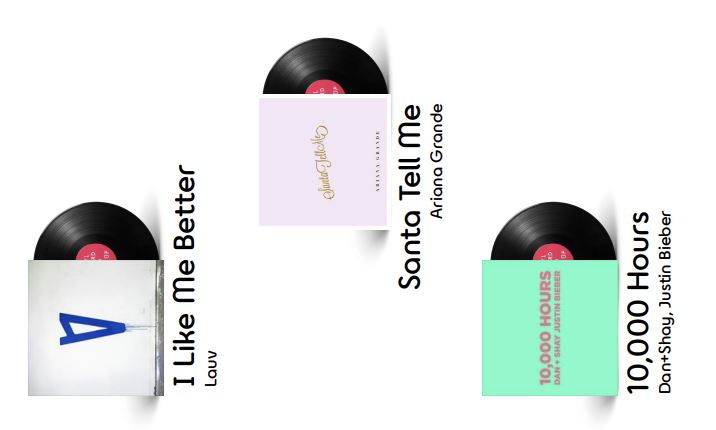 I Like Me Better
Lauv
Santa Tell Me
ARIANA GRANDE
Santa Tell Me
Ariana Grande
10,000 HOURS
DAN + SHAY JUSTIN BIEBER
10,000 Hours
Dan+Shay, Justin Bieber